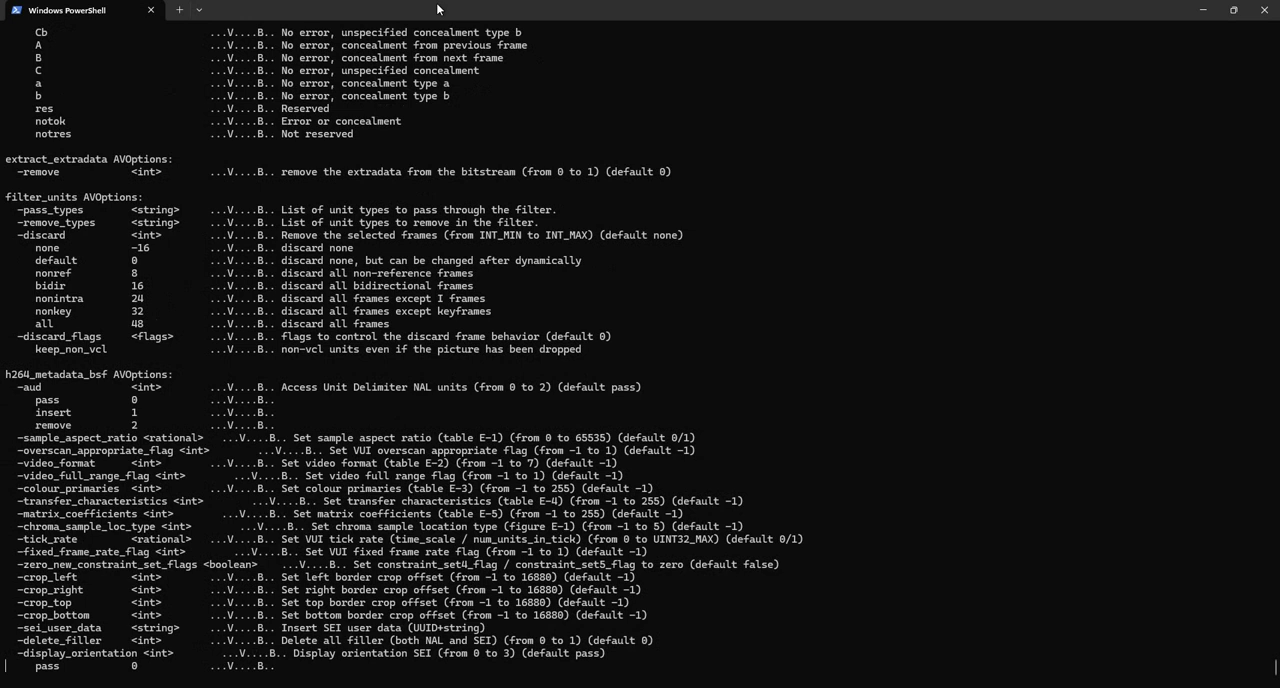 Windows PowerShell
Cb ...V....B.. No error, unspecified concealment type b
A ...V....B.. No error, concealment from previous frame
B ...V....B.. No error, concealment from next frame
C ...V....B.. No error, unspecified concealment
a ...V....B.. No error, concealment type a
b ...V....B.. No error, concealment type b
res ...V....B.. Reserved
notok ...V....B.. Error or concealment
notres ...V....B.. Not reserved
extract_extradata AVOptions:
-remove <int> ...V....B.. remove the extradata from the bitstream (from 0 to 1) (default 0)
filter_units AVOptions:
-pass_types <string> ...V....B.. List of unit types to pass through the filter.
-remove_types <string> ...V....B.. List of unit types to remove in the filter.
-discard <int> ...V....B.. Remove the selected frames (from INT_MIN to INT_MAX) (default none)
none -16 ...V....B.. discard none
default 0 ...V....B.. discard none, but can be changed after dynamically
nonref 8 ...V....B.. discard all non-reference frames
bidir 16 ...V....B.. discard all bidirectional frames
nonintra 24 ...V....B.. discard all frames except I frames
nonkey 32 ...V....B.. discard all frames except keyframes
all 48 ...V....B.. discard all frames
-discard_flags <flags> ...V....B.. flags to control the discard frame behavior (default 0)
keep_non_vcl ...V....B.. non-vcl units even if the picture has been dropped
h264_metadata_bsf AVOptions:
-aud <int> ...V....B.. Access Unit Delimiter NAL units (from 0 to 2) (default pass)
pass 0 ...V....B..
insert 1 ...V....B..
remove 2 ...V....B..
-sample_aspect_ratio <rational> ...V....B.. Set sample aspect ratio (table E-1) (from 0 to 65535) (default 0/1)
-overscan_appropriate_flag <int> ...V....B.. Set VUI overscan appropriate flag (from -1 to 1) (default -1)
-video_format <int> ...V....B.. Set video format (table E-2) (from -1 to 7) (default -1)
-video_full_range_flag <int> ...V....B.. Set video full range flag (from -1 to 1) (default -1)
-colour_primaries <int> ...V....B.. Set colour primaries (table E-3) (from -1 to 255) (default -1)
-transfer_characteristics <int> ...V....B.. Set transfer characteristics (table E-4) (from -1 to 255) (default -1)
-matrix_coefficients <int> ...V....B.. Set matrix coefficients (table E-5) (from -1 to 255) (default -1)
-chroma_sample_loc_type <int> ...V....B.. Set chroma sample location type (figure E-1) (from -1 to 5) (default -1)
-tick_rate <rational> ...V....B.. Set VUI tick rate (time_scale / num_units_in_tick) (from 0 to UINT32_MAX) (default 0/1)
-fixed_frame_rate_flag <int> ...V....B.. Set VUI fixed frame rate flag (from -1 to 1) (default -1)
-zero_new_constraint_set_flags <boolean> ...V....B.. Set constraint_set4_flag / constraint_set5_flag to zero (default false)
-crop_left <int> ...V....B.. Set left border crop offset (from -1 to 16880) (default -1)
-crop_right <int> ...V....B.. Set right border crop offset (from -1 to 16880) (default -1)
-crop_top <int> ...V....B.. Set top border crop offset (from -1 to 16880) (default -1)
-crop_bottom <int> ...V....B.. Set bottom border crop offset (from -1 to 16880) (default -1)
-sei_user_data <string> ...V....B.. Insert SEI user data (UUID+string)
-delete_filler <int> ...V....B.. Delete all filler (both NAL and SEI) (from 0 to 1) (default 0)
-display_orientation <int> ...V....B.. Display orientation SEI (from 0 to 3) (default pass)
pass 0 ...V....B..